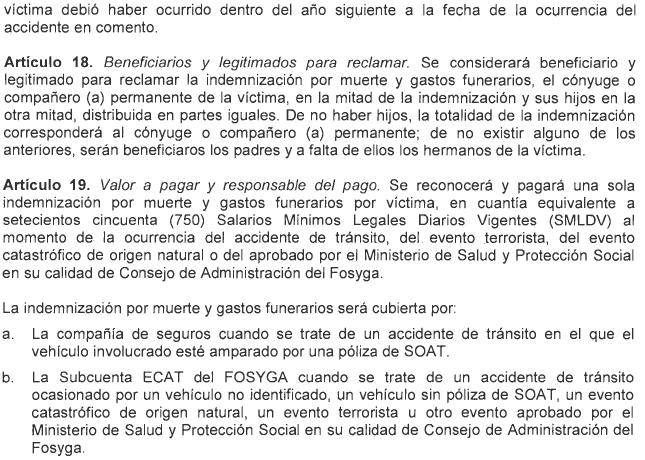 víctima debió haber ocurrido dentro del año siguiente a la fecha de la ocurrencia del
accidente en comento.
Artículo 18. Beneficiarios y legitimados para reclamar. Se considerará beneficiario y
legitimado para reclamar la indemnización por muerte y gastos funerarios, el cónyuge o
compañero (a) permanente de la víctima, en la mitad de la indemnización y sus hijos en la
otra mitad, distribuida en partes iguales. De no haber hijos, la totalidad de la indemnización
corresponderá al cónyuge o compañero (a) permanente; de no existir alguno de los
anteriores, serán beneficiaros los padres y a falta de ellos los hermanos de la víctima.
Artículo 19. Valor a pagar y responsable del pago. Se reconocerá y pagará una sola
indemnización por muerte y gastos funerarios por víctima, en cuantía equivalente a
setecientos cincuenta (750) Salarios Mínimos Legales Diarios Vigentes (SMLDV) al
momento de la ocurrencia del accidente de tránsito, del evento terrorista, del evento
catastrófico de origen natural o del aprobado por el Ministerio de Salud y Protección Social
en su calidad de Consejo de Administración del Fosyga.
La indemnización por muerte y gastos funerarios será cubierta por:
a. La compañía de seguros cuando se trate de un accidente de tránsito en el que el
vehículo involucrado esté amparado por una póliza de SOAT.
b. La Subcuenta ECAT del FOSYGA cuando se trate de un accidente de tránsito
ocasionado por un vehículo no identificado, un vehículo sin póliza de SOAT, un evento
catastrófico de origen natural, un evento terrorista u otro evento aprobado por el
Ministerio de Salud y Protección Social en su calidad de Consejo de Administración del
Fosyga.